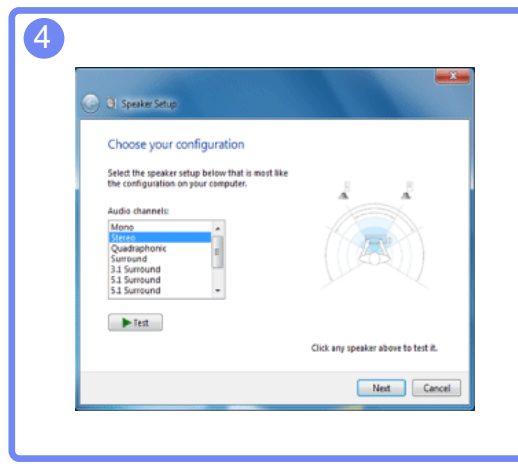 4
Speaker Setup
Choose your configuration
Select the speaker setup below that is most like
the configuration on your computer.
Audio channels:
Mono
Stereo
Quadraphonic
Surround
3.1 Surround
5.1 Surround
5.1 Surround
Test
Click any speaker above to test it.
Next Cancel